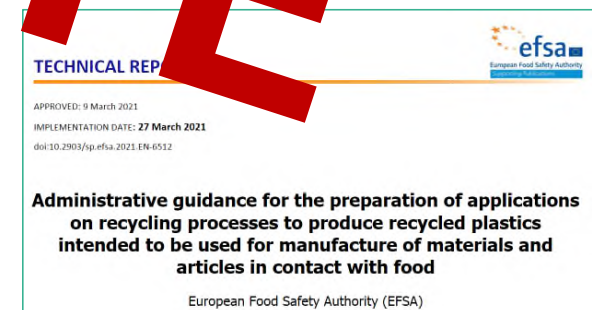 efsa
European Food Safety Authority
TECHNICAL REP
APPROVED: 9 March 2021
IMPLEMENTATION DATE: 27 March 2021
doi:10.2903/sp.efsa.2021.EN-6512
Administrative guidance for the preparation of applications
on recycling processes to produce recycled plastics
intended to be used for manufacture of materials and
articles in contact with food
European Food Safety Authority (EFSA)